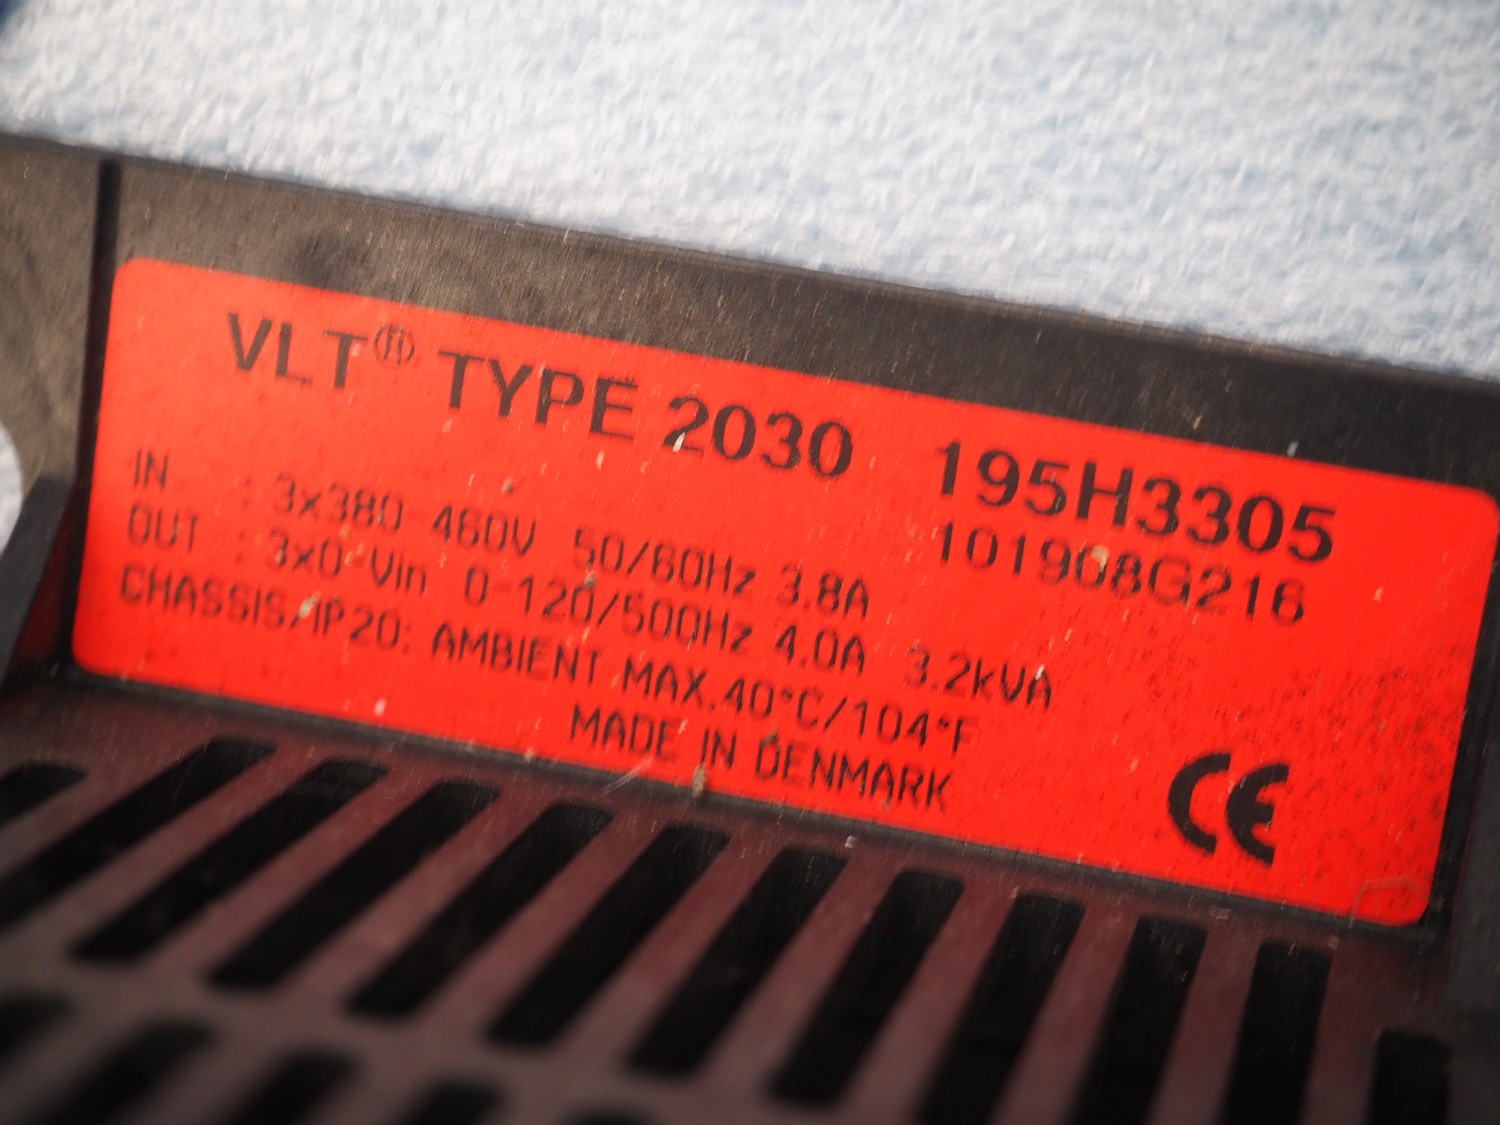 VLT® TYPE 2030 195H3305
101908G216
IN : 3x380-460V 50/60Hz 3.8A
OUT : 3x0-Vin 0-120/500Hz 4.0A 3.2kVA
CHASSIS/IP20: AMBIENT MAX.40°C/104°F
MADE IN DENMARK
CE